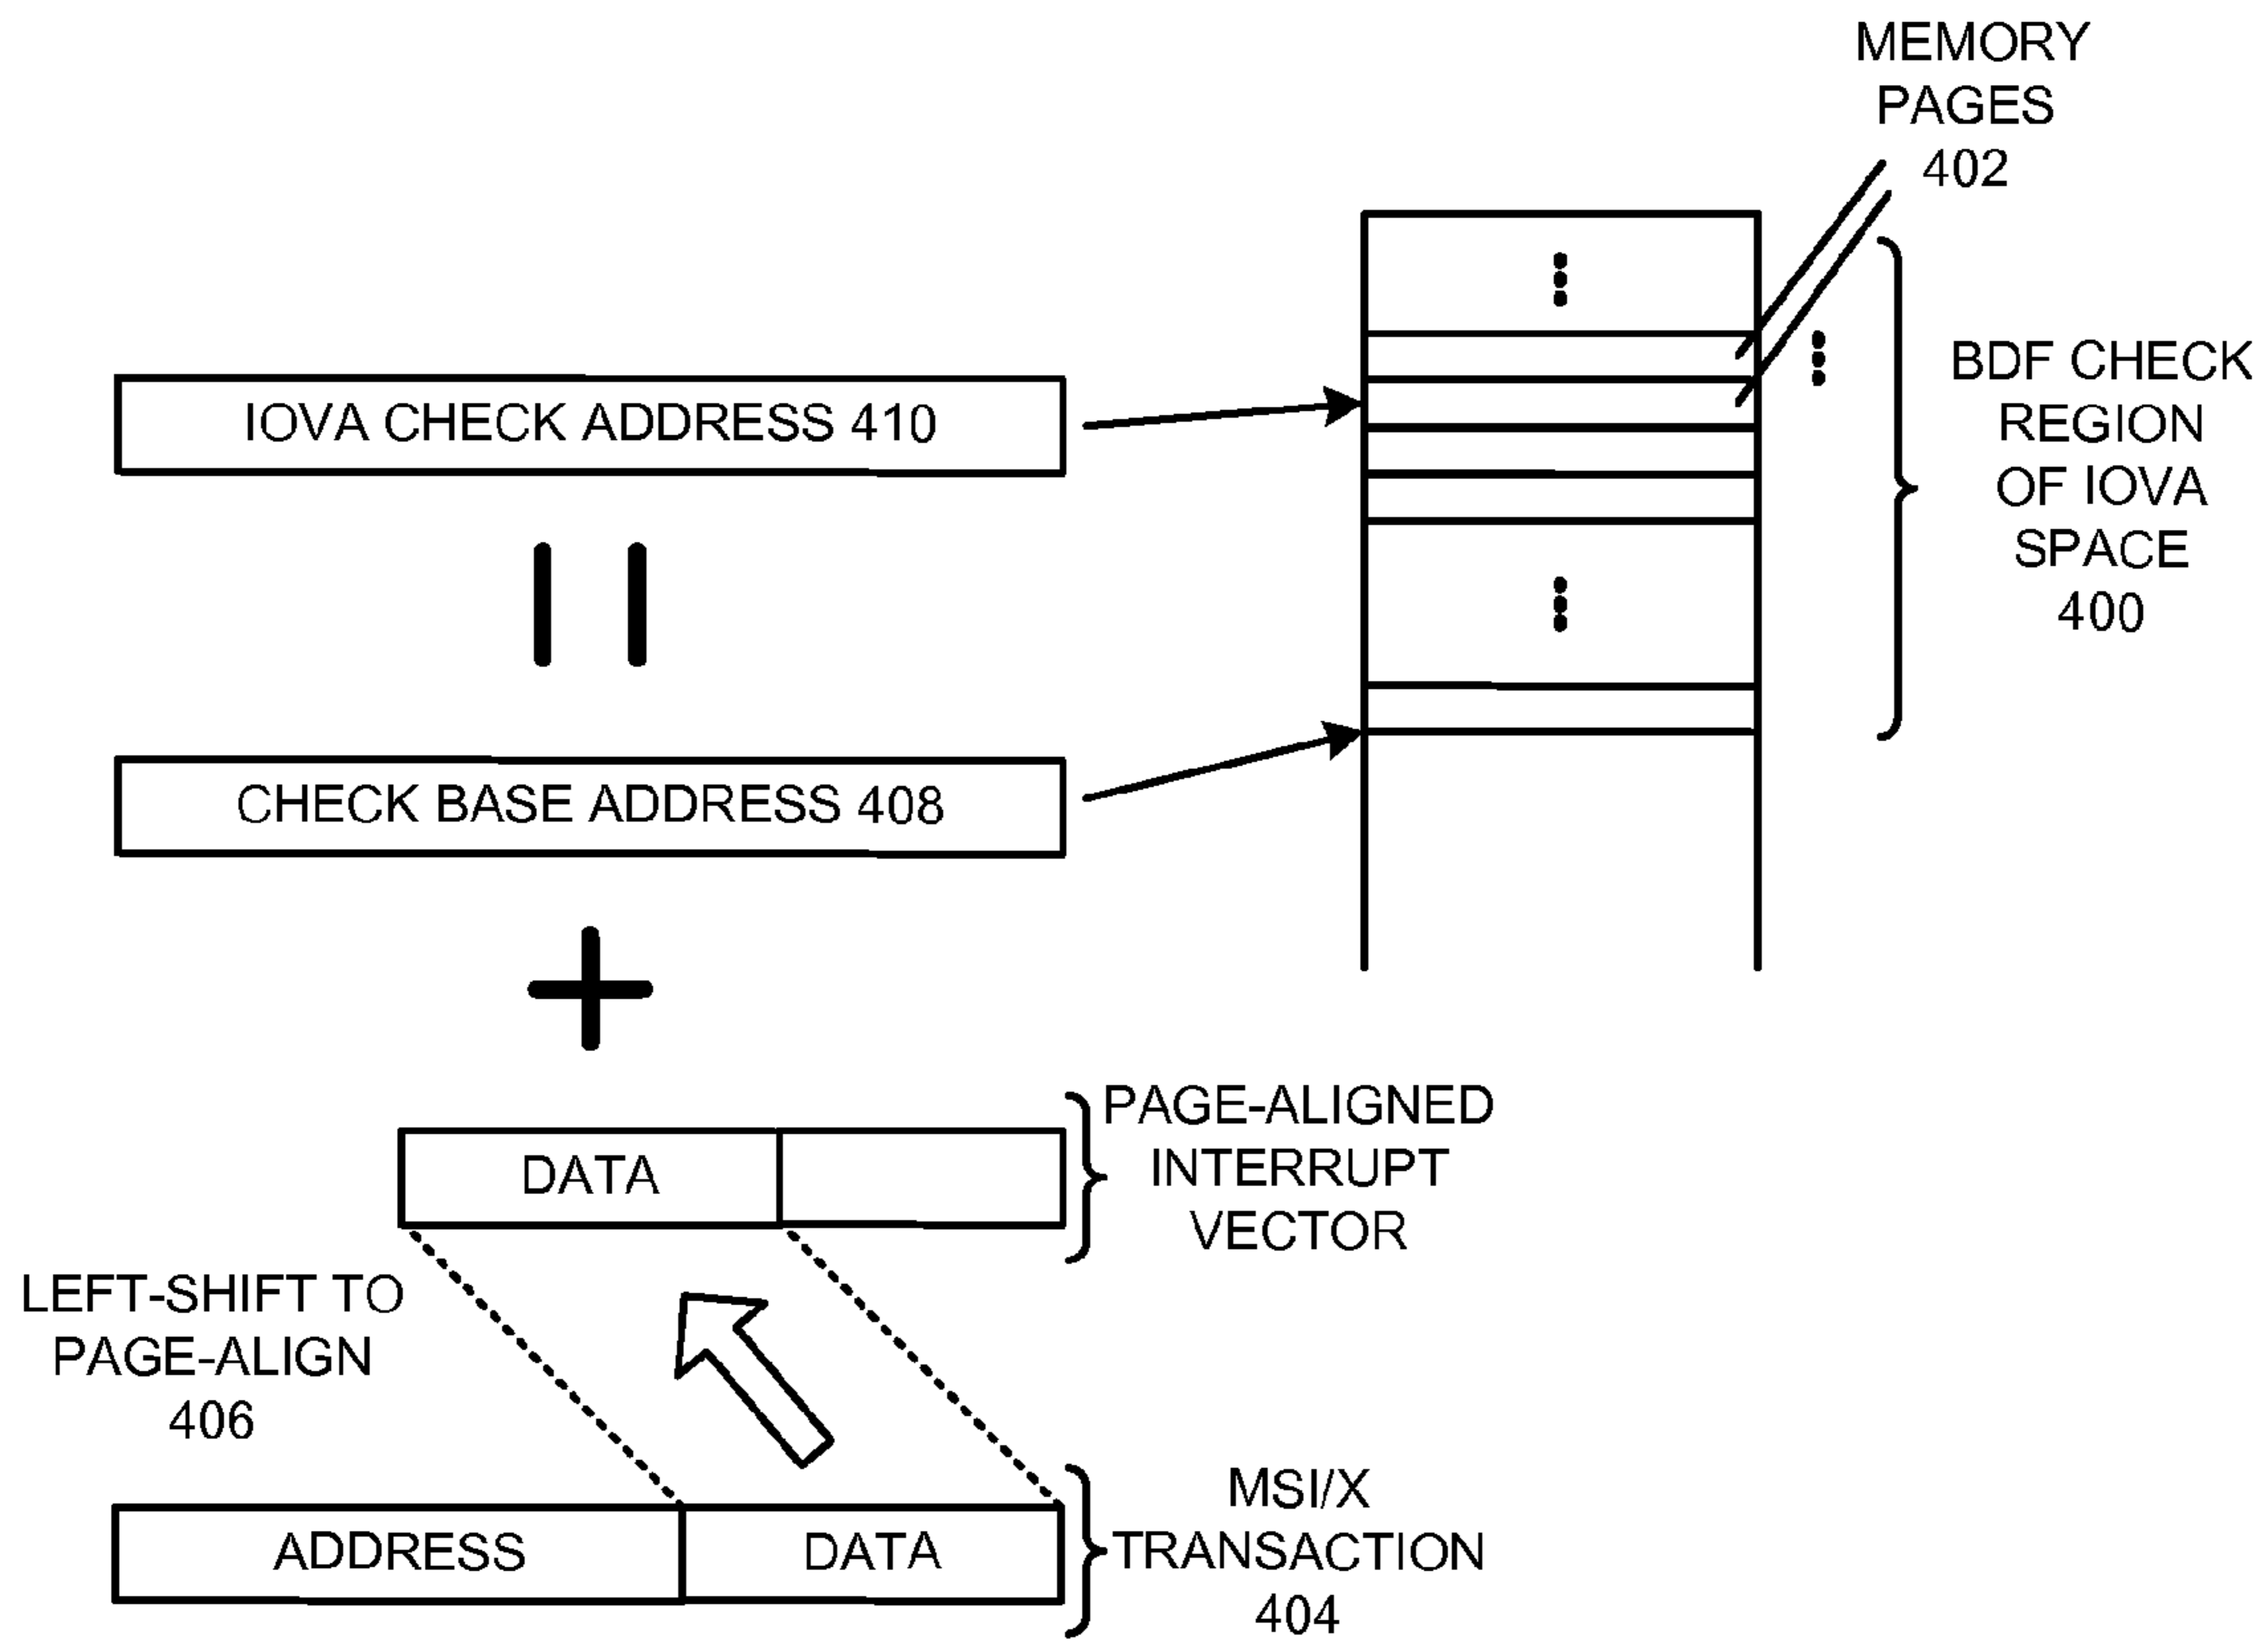 MEMORY
PAGES
402
IOVA CHECK ADDRESS 410
BDF CHECK
REGION
OF IOVA
SPACE
400
CHECK BASE ADDRESS 408
DATA
PAGE-ALIGNED
INTERRUPT
VECTOR
LEFT-SHIFT TO
PAGE-ALIGN
406
ADDRESS
DATA
MSI/X
TRANSACTION
404